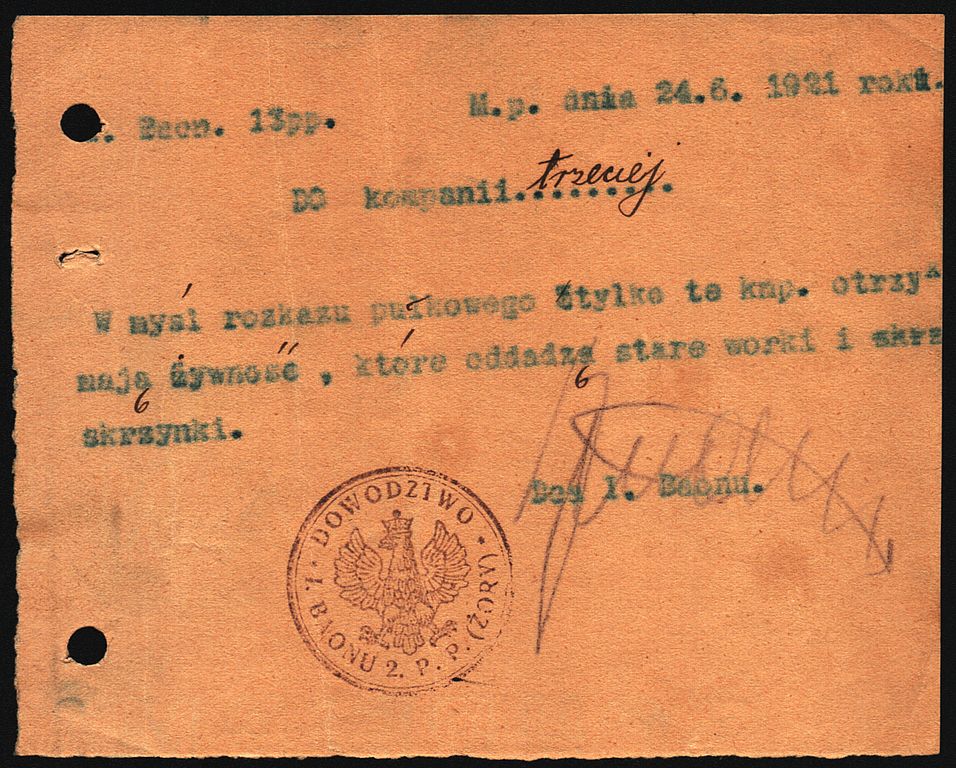 . Baon. 13pp. M.p. dnia 24.6. 1921 roku.
DO kompanii.trzeciej
W myśl rozkazu pułkowego tylko te kmp. otrzy
mają żywność , które oddadzą stare worki i skrz
skrzynki.
Dca I. Baonu.
· DOWODZTWO · I. BAONU 2. P. P. (ŻORY)